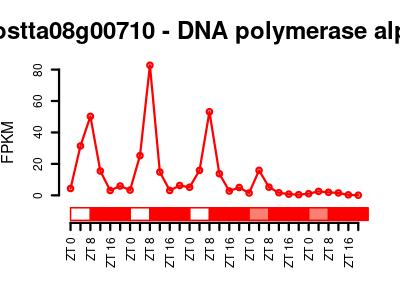 ostta08g00710 - DNA polymerase alp
FPKM
80
60
40
20
0
ZT 0
ZT 8
ZT 16
ZT 0
ZT 8
ZT 16
ZT 0
ZT 8
ZT 16
ZT 0
ZT 8
ZT 16
ZT 0
ZT 8
ZT 16